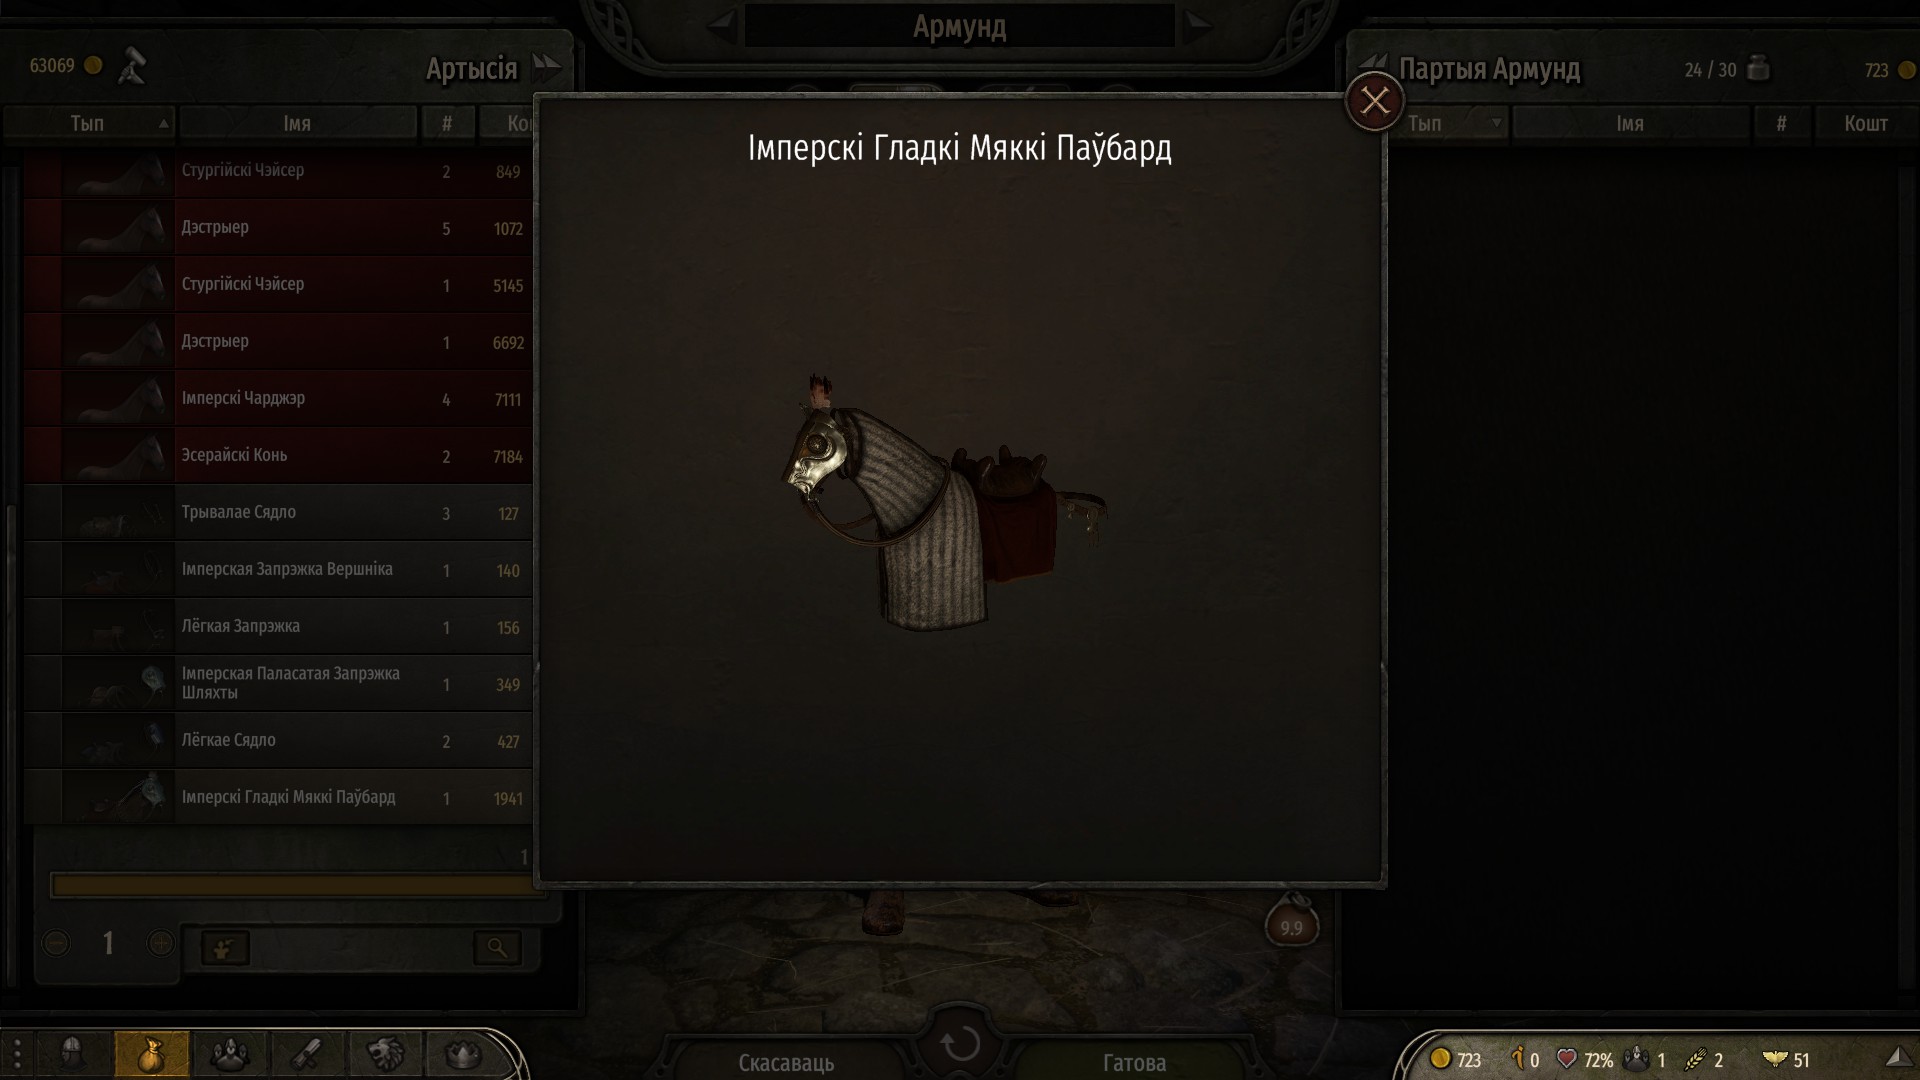 Армунд
63069
Артысія
Партыя Армунд
24 / 30
723
Тып
Імя
#
Тып
Імя
#
Кошт
Імперскі Гладкі Мяккі Паўбард
Стургійскі Чэйсер 2 849
Дэстрыер 5 1072
Стургійскі Чэйсер 1 5145
Дэстрыер 1 6692
Імперскі Чарджэр 4 7111
Эсерайскі Конь 2 7184
Трывалае Сядло 3 127
Імперская Запрэжка Вершніка 1 140
Лёгкая Запрэжка 1 156
Імперская Паласатая Запрэжка
Шляхты 1 349
Лёгкае Сядло 2 427
Імперскі Гладкі Мяккі Паўбард 1 1941
1
1
9.9
Скасаваць
Гатова
723 0 72% 1 2 51